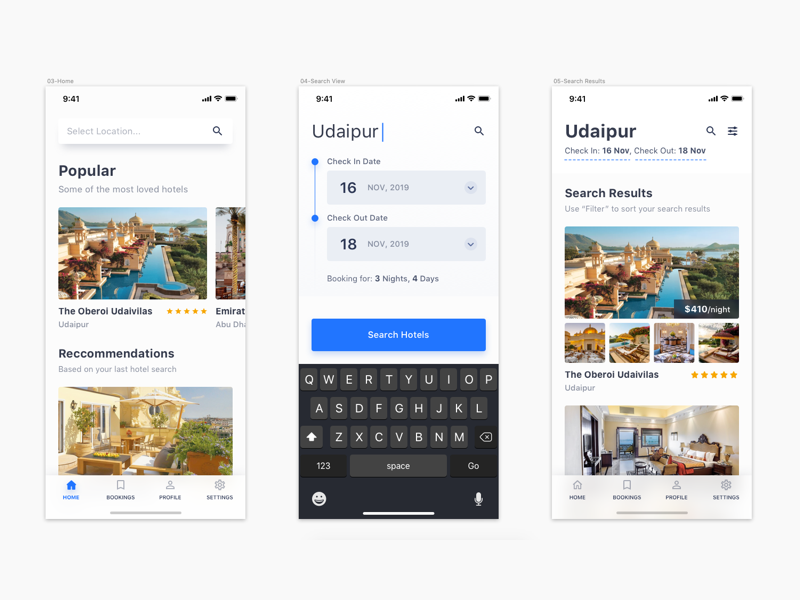 03-Home
9:41
Select Location...
Popular
Some of the most loved hotels
The Oberoi Udaivilas
Udaipur
Emirat
Abu Dha
Reccommendations
Based on your last hotel search
HOME
BOOKINGS
PROFILE
SETTINGS
04-Search View
9:41
Udaipur
Check In Date
16 NOV, 2019
Check Out Date
18 NOV, 2019
Booking for: 3 Nights, 4 Days
Search Hotels
Q W E R T Y U I O P
A S D F G H J K L
Z X C V B N M
123 space Go
05-Search Results
9:41
Udaipur
Check In: 16 Nov, Check Out: 18 Nov
Search Results
Use “Filter” to sort your search results
$410/night
The Oberoi Udaivilas
Udaipur
HOME
BOOKINGS
PROFILE
SETTINGS